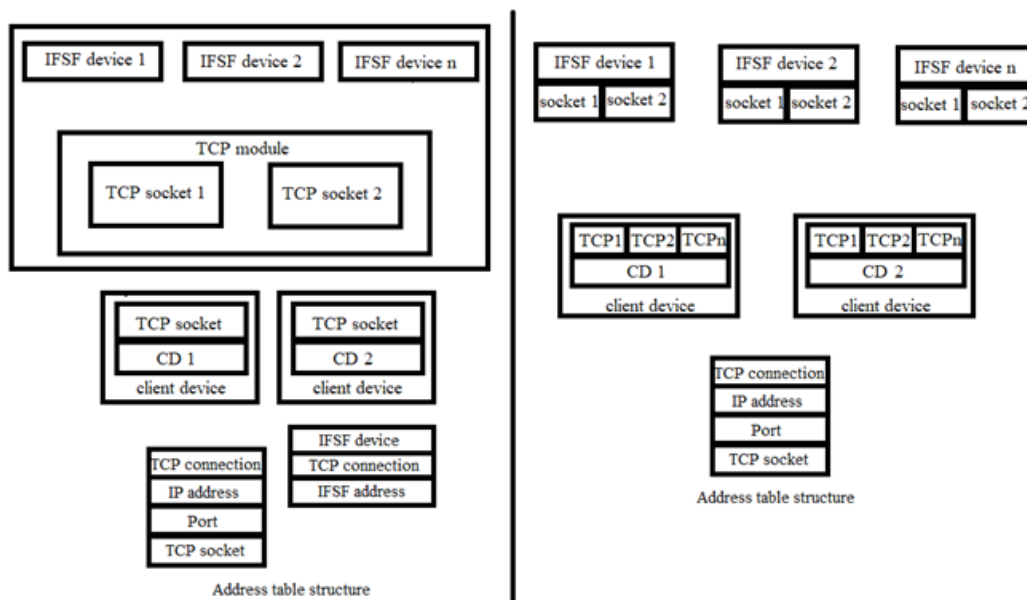 IFSF device 1
IFSF device 2
IFSF device n
TCP module
TCP socket 1
TCP socket 2
TCP socket
CD 1
client device
TCP socket
CD 2
client device
TCP connection
IP address
Port
TCP socket
IFSF device
TCP connection
IFSF address
Address table structure
IFSF device 1
socket 1
socket 2
IFSF device 2
socket 1
socket 2
IFSF device n
socket 1
socket 2
TCP1
TCP2
TCPn
CD 1
client device
TCP1
TCP2
TCPn
CD 2
client device
TCP connection
IP address
Port
TCP socket
Address table structure